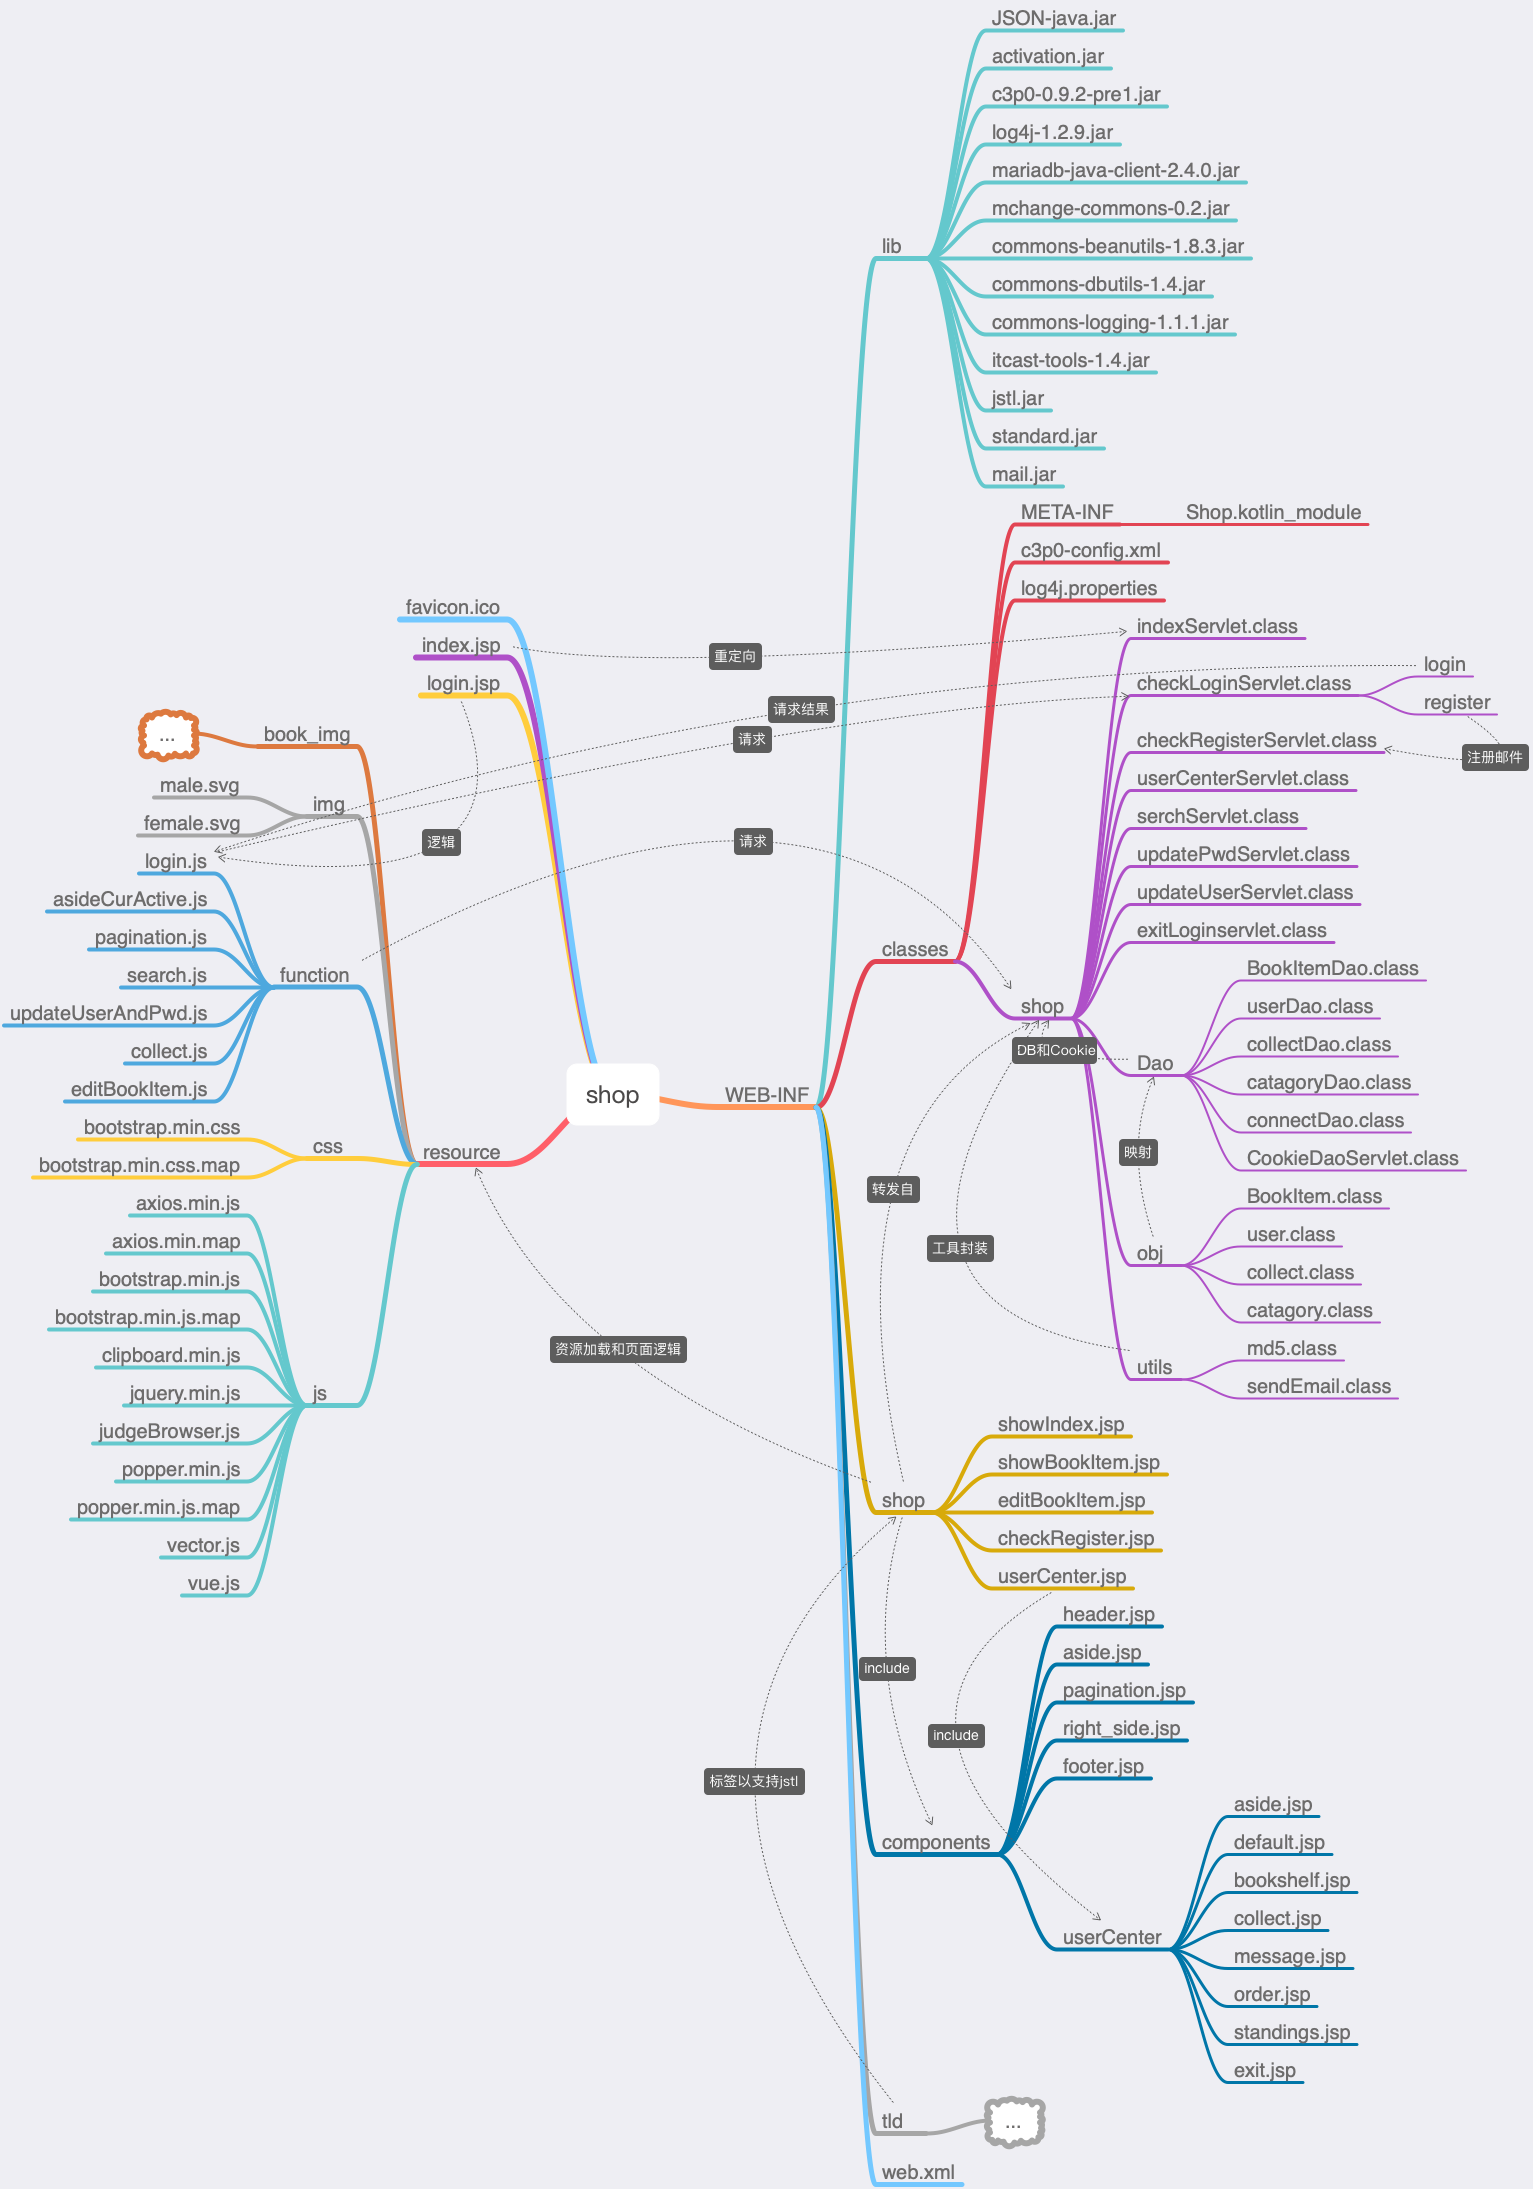 JSON-java.jar
activation.jar
c3p0-0.9.2-pre1.jar
log4j-1.2.9.jar
mariadb-java-client-2.4.0.jar
mchange-commons-0.2.jar
lib
commons-beanutils-1.8.3.jar
commons-dbutils-1.4.jar
commons-logging-1.1.1.jar
itcast-tools-1.4.jar
jstl.jar
standard.jar
mail.jar
META-INF
Shop.kotlin_module
c3p0-config.xml
log4j.properties
favicon.ico
index.jsp
login.jsp
重定向
indexServlet.class
login
checkLoginServlet.class
register
请求结果
请求
checkRegisterServlet.class
注册邮件
userCenterServlet.class
serchServlet.class
updatePwdServlet.class
updateUserServlet.class
exitLoginservlet.class
逻辑
请求
...
book_img
male.svg
img
female.svg
login.js
asideCurActive.js
pagination.js
search.js
function
updateUserAndPwd.js
collect.js
editBookItem.js
classes
shop
DB和Cookie
Dao
BookItemDao.class
userDao.class
collectDao.class
catagoryDao.class
connectDao.class
CookieDaoServlet.class
shop
WEB-INF
bootstrap.min.css
css
bootstrap.min.css.map
resource
映射
转发自
工具封装
obj
BookItem.class
user.class
collect.class
catagory.class
utils
md5.class
sendEmail.class
axios.min.js
axios.min.map
bootstrap.min.js
bootstrap.min.js.map
clipboard.min.js
jquery.min.js
js
judgeBrowser.js
popper.min.js
popper.min.js.map
vector.js
vue.js
资源加载和页面逻辑
showIndex.jsp
showBookItem.jsp
shop
editBookItem.jsp
checkRegister.jsp
userCenter.jsp
header.jsp
aside.jsp
include
pagination.jsp
right_side.jsp
include
footer.jsp
标签以支持jstl
components
aside.jsp
default.jsp
bookshelf.jsp
collect.jsp
userCenter
message.jsp
order.jsp
standings.jsp
exit.jsp
tld
...
web.xml